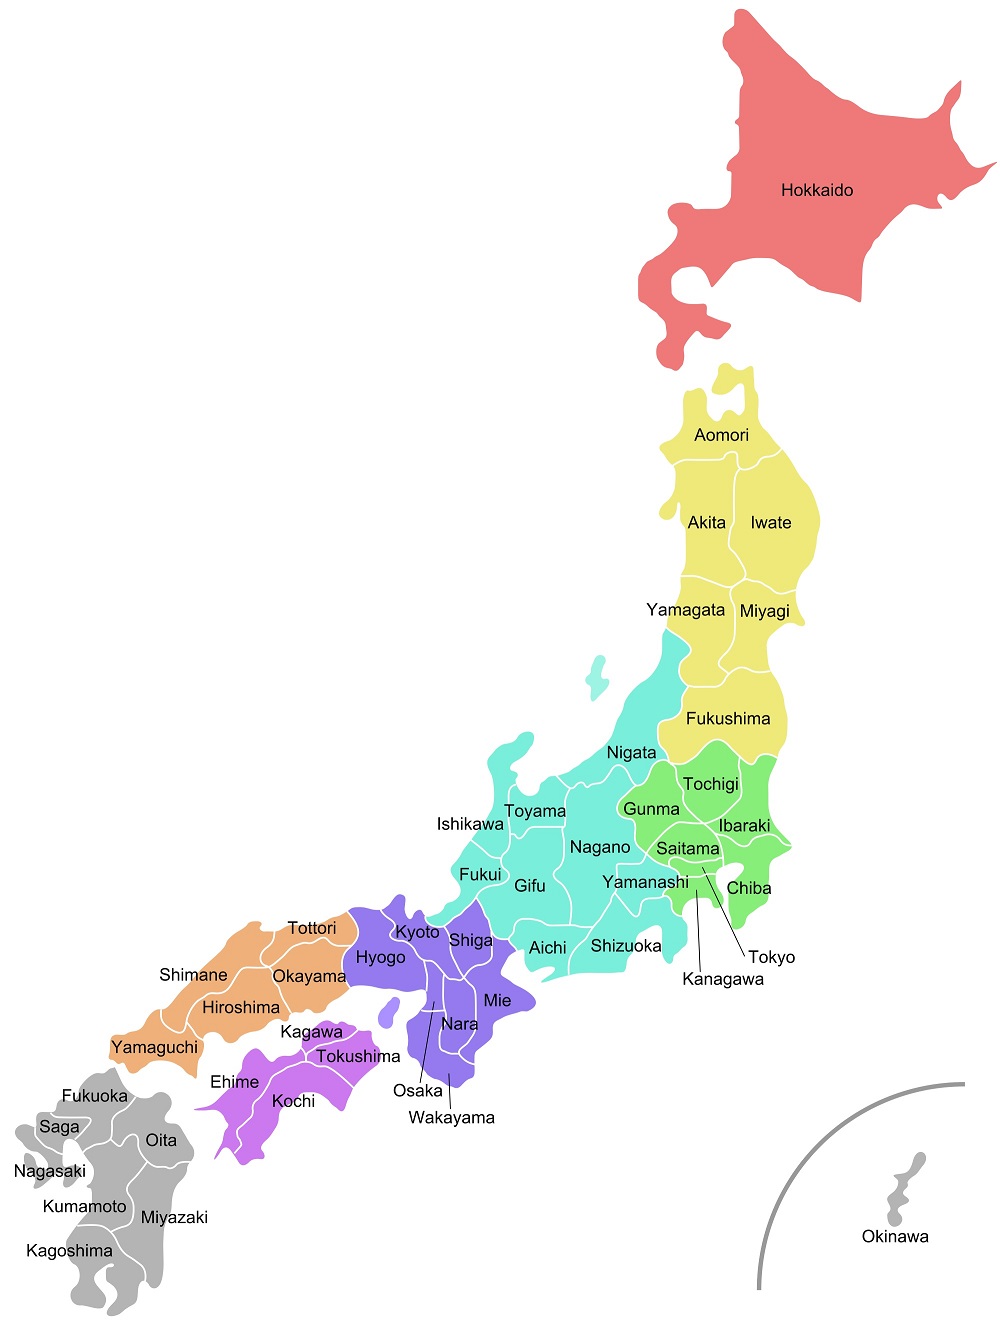 Hokkaido
Aomori
Akita
Iwate
Yamagata
Miyagi
Fukushima
Nigata
Tochigi
Gunma
Toyama
Ishikawa
Ibaraki
Nagano
Saitama
Fukui
Gifu
Yamanashi
Chiba
Tottori
Kyoto
Shiga
Aichi
Shizuoka
Hyogo
Tokyo
Shimane
Okayama
Kanagawa
Mie
Hiroshima
Nara
Kagawa
Yamaguchi
Tokushima
Ehime
Osaka
Fukuoka
Kochi
Wakayama
Saga
Oita
Nagasaki
Kumamoto
Miyazaki
Okinawa
Kagoshima